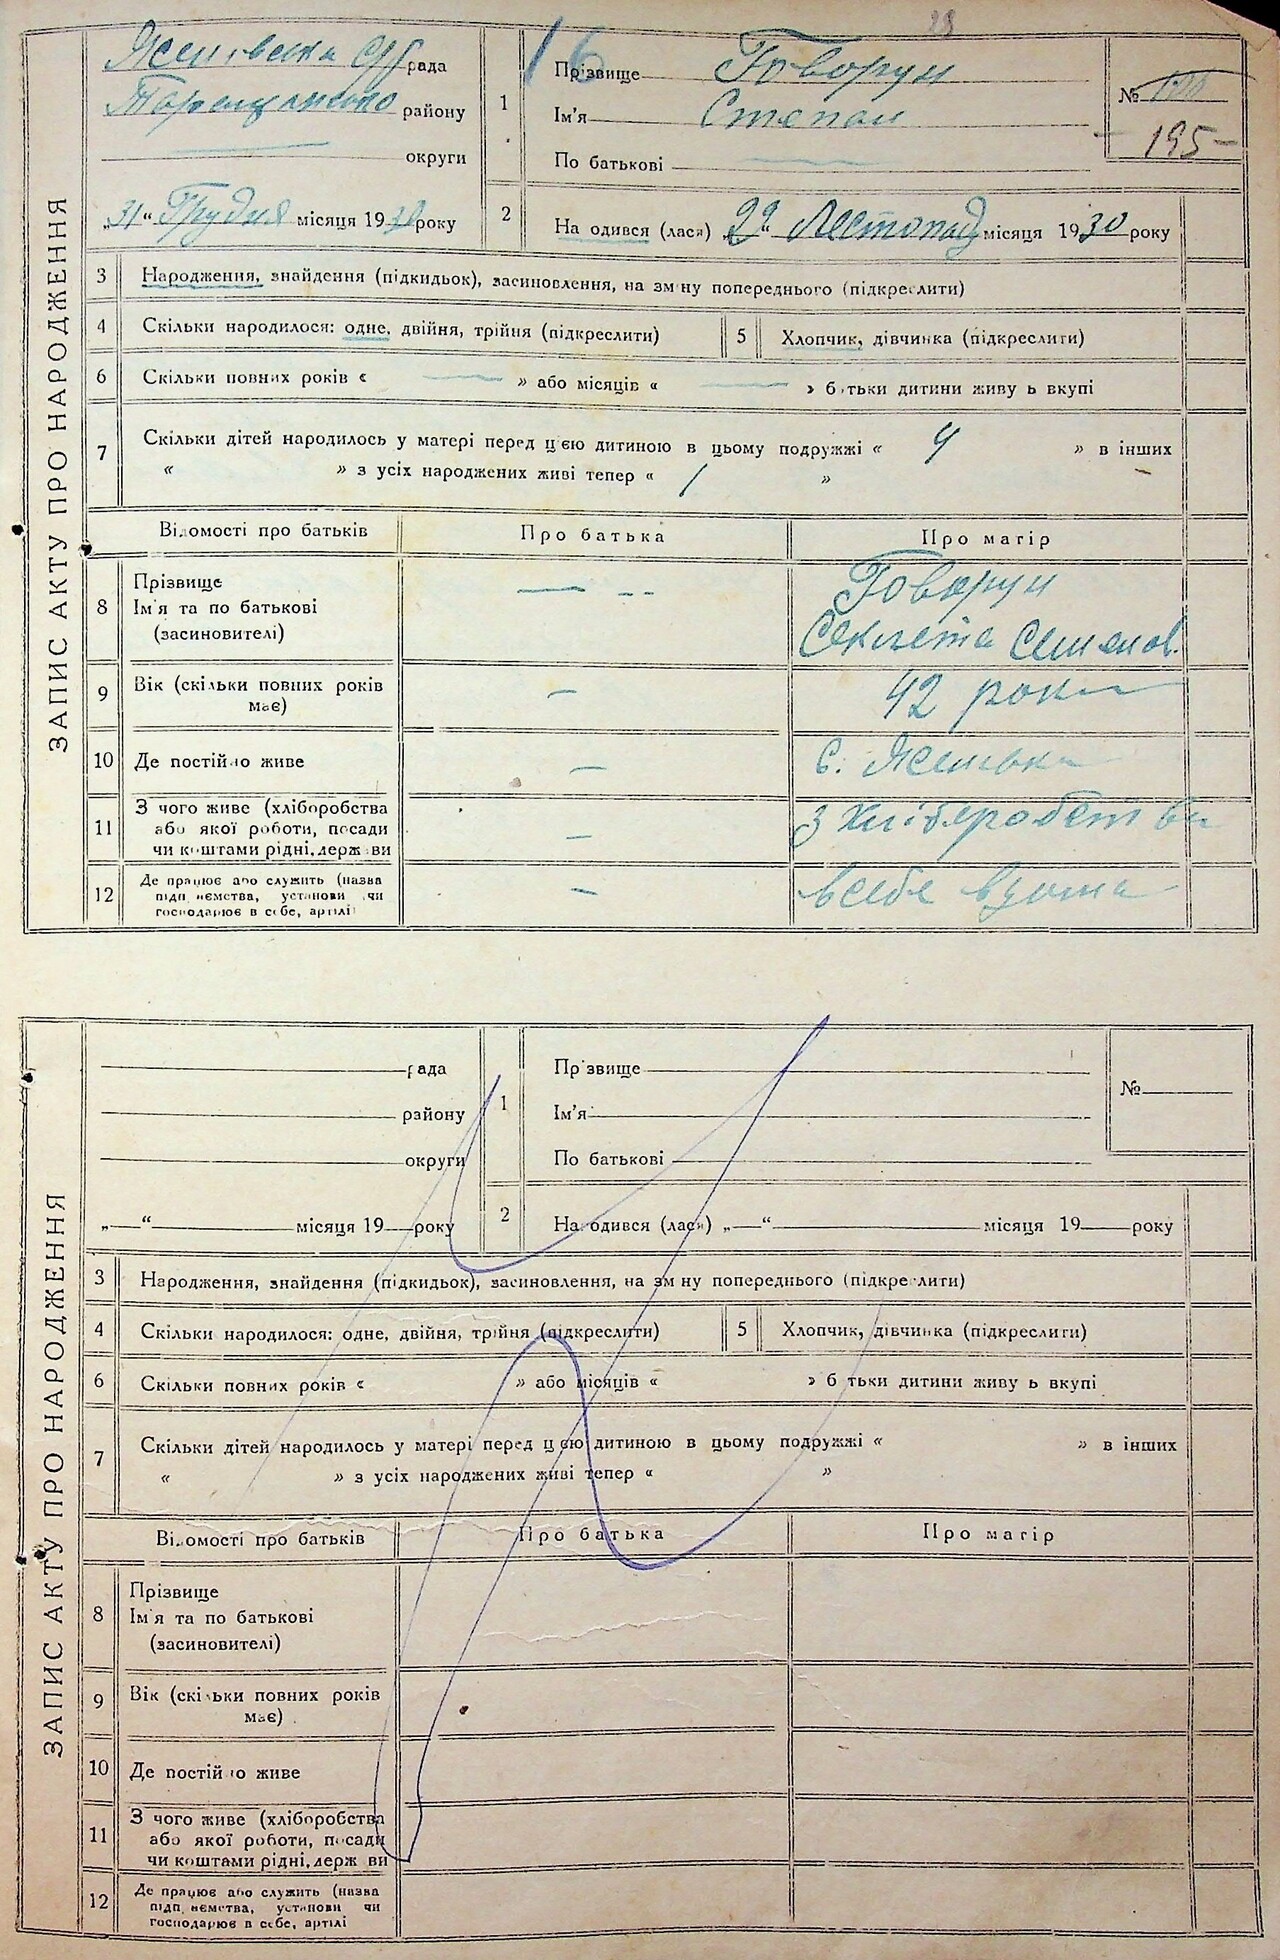 28
16
ЗАПИС АКТУ ПРО НАРОДЖЕННЯ
рада
району
округи
„31“ Грудня місяця 1930 року
1
Прізвище Говорун
Ім'я Степан
По батькові
№
195
2
Народився (лася) „22“ Лестопад місяця 1930 року
3 Народження, знайдення (підкидьок), засиновлення, на зміну попереднього (підкреслити)
4 Скільки народилося: одне, двійня, трійня (підкреслити)
5 Хлопчик, дівчинка (підкреслити)
6 Скільки повних років « » або місяців « » батьки дитини живуть вкупі
7 Скільки дітей народилось у матері перед цією дитиною в цьому подружжі « 4 » в інших
« » з усіх народжених живі тепер « 1 »
Відомості про батьків
Про батька
Про матір
8 Прізвище
Ім'я та по батькові
(засиновителі)
Говорун
Секлета Семенов.
9 Вік (скільки повних років
має)
42 роки
10 Де постійно живе
с.
11 З чого живе (хліборобства
або якої роботи, посади
чи коштами рідні, держави
з хліборобства
12 Де працює або служить (назва
підприємства, установи чи
господарює в себе, артілі
в себе вдома
ЗАПИС АКТУ ПРО НАРОДЖЕННЯ
рада
району
округи
„ “ місяця 19 року
1
Прізвище
Ім'я
По батькові
№
2
Народився (лася) „ “ місяця 19 року
3 Народження, знайдення (підкидьок), засиновлення, на зміну попереднього (підкреслити)
4 Скільки народилося: одне, двійня, трійня (підкреслити)
5 Хлопчик, дівчинка (підкреслити)
6 Скільки повних років « » або місяців « » батьки дитини живуть вкупі
7 Скільки дітей народилось у матері перед цією дитиною в цьому подружжі « » в інших
« » з усіх народжених живі тепер « »
Відомості про батьків
Про батька
Про матір
8 Прізвище
Ім'я та по батькові
(засиновителі)
9 Вік (скільки повних років
має)
10 Де постійно живе
11 З чого живе (хліборобства
або якої роботи, посади
чи коштами рідні, держави
12 Де працює або служить (назва
підприємства, установи чи
господарює в себе, артілі